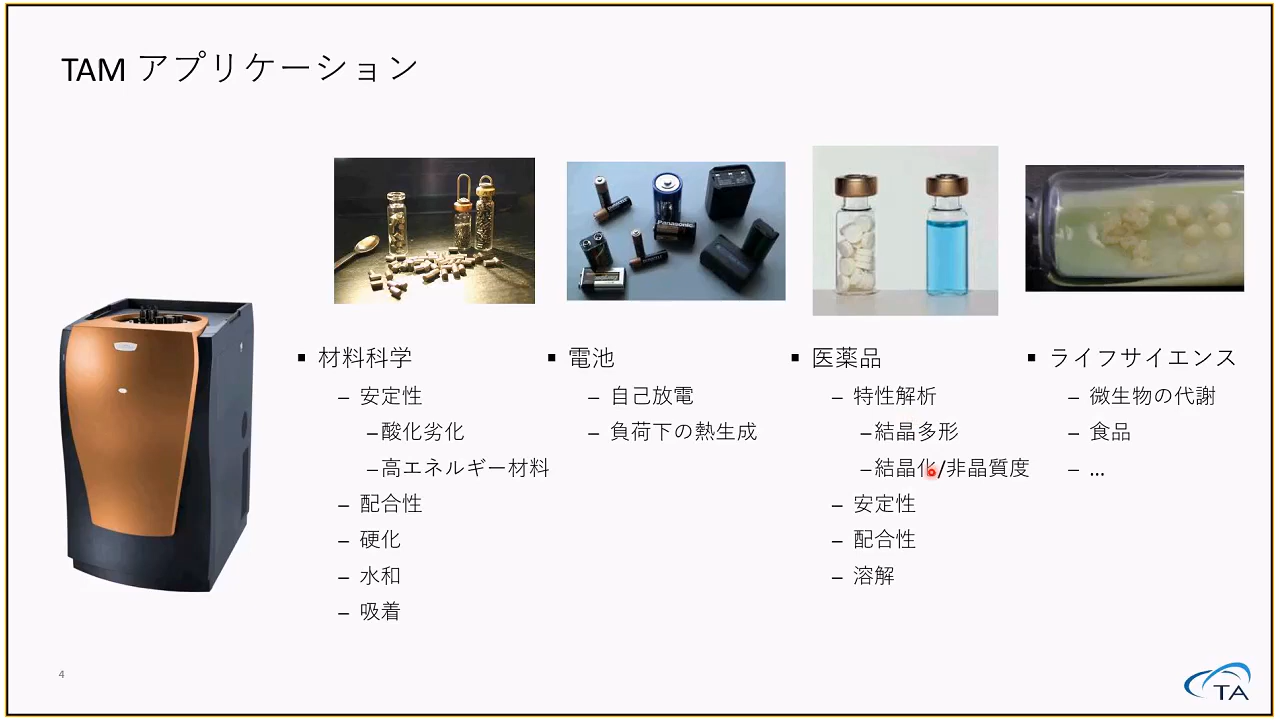 TAM アプリケーション
Panasonic
▪ 材料科学
– 安定性
–酸化劣化
–高エネルギー材料
– 配合性
– 硬化
– 水和
– 吸着
▪ 電池
– 自己放電
– 負荷下の熱生成
▪ 医薬品
– 特性解析
–結晶多形
–結晶化/非晶質度
– 安定性
– 配合性
– 溶解
▪ ライフサイエンス
– 微生物の代謝
– 食品
– ...
4
TA